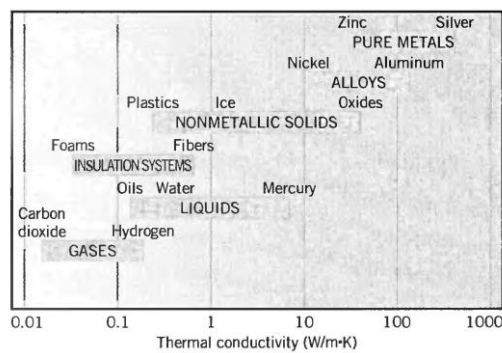 Zinc Silver
PURE METALS
Nickel Aluminum
ALLOYS
Plastics Ice Oxides
NONMETALLIC SOLIDS
Foams Fibers
INSULATION SYSTEMS
Oils Water Mercury
Carbon dioxide LIQUIDS
Hydrogen
GASES
0.01 0.1 1 10 100 1000
Thermal conductivity (W/m•K)